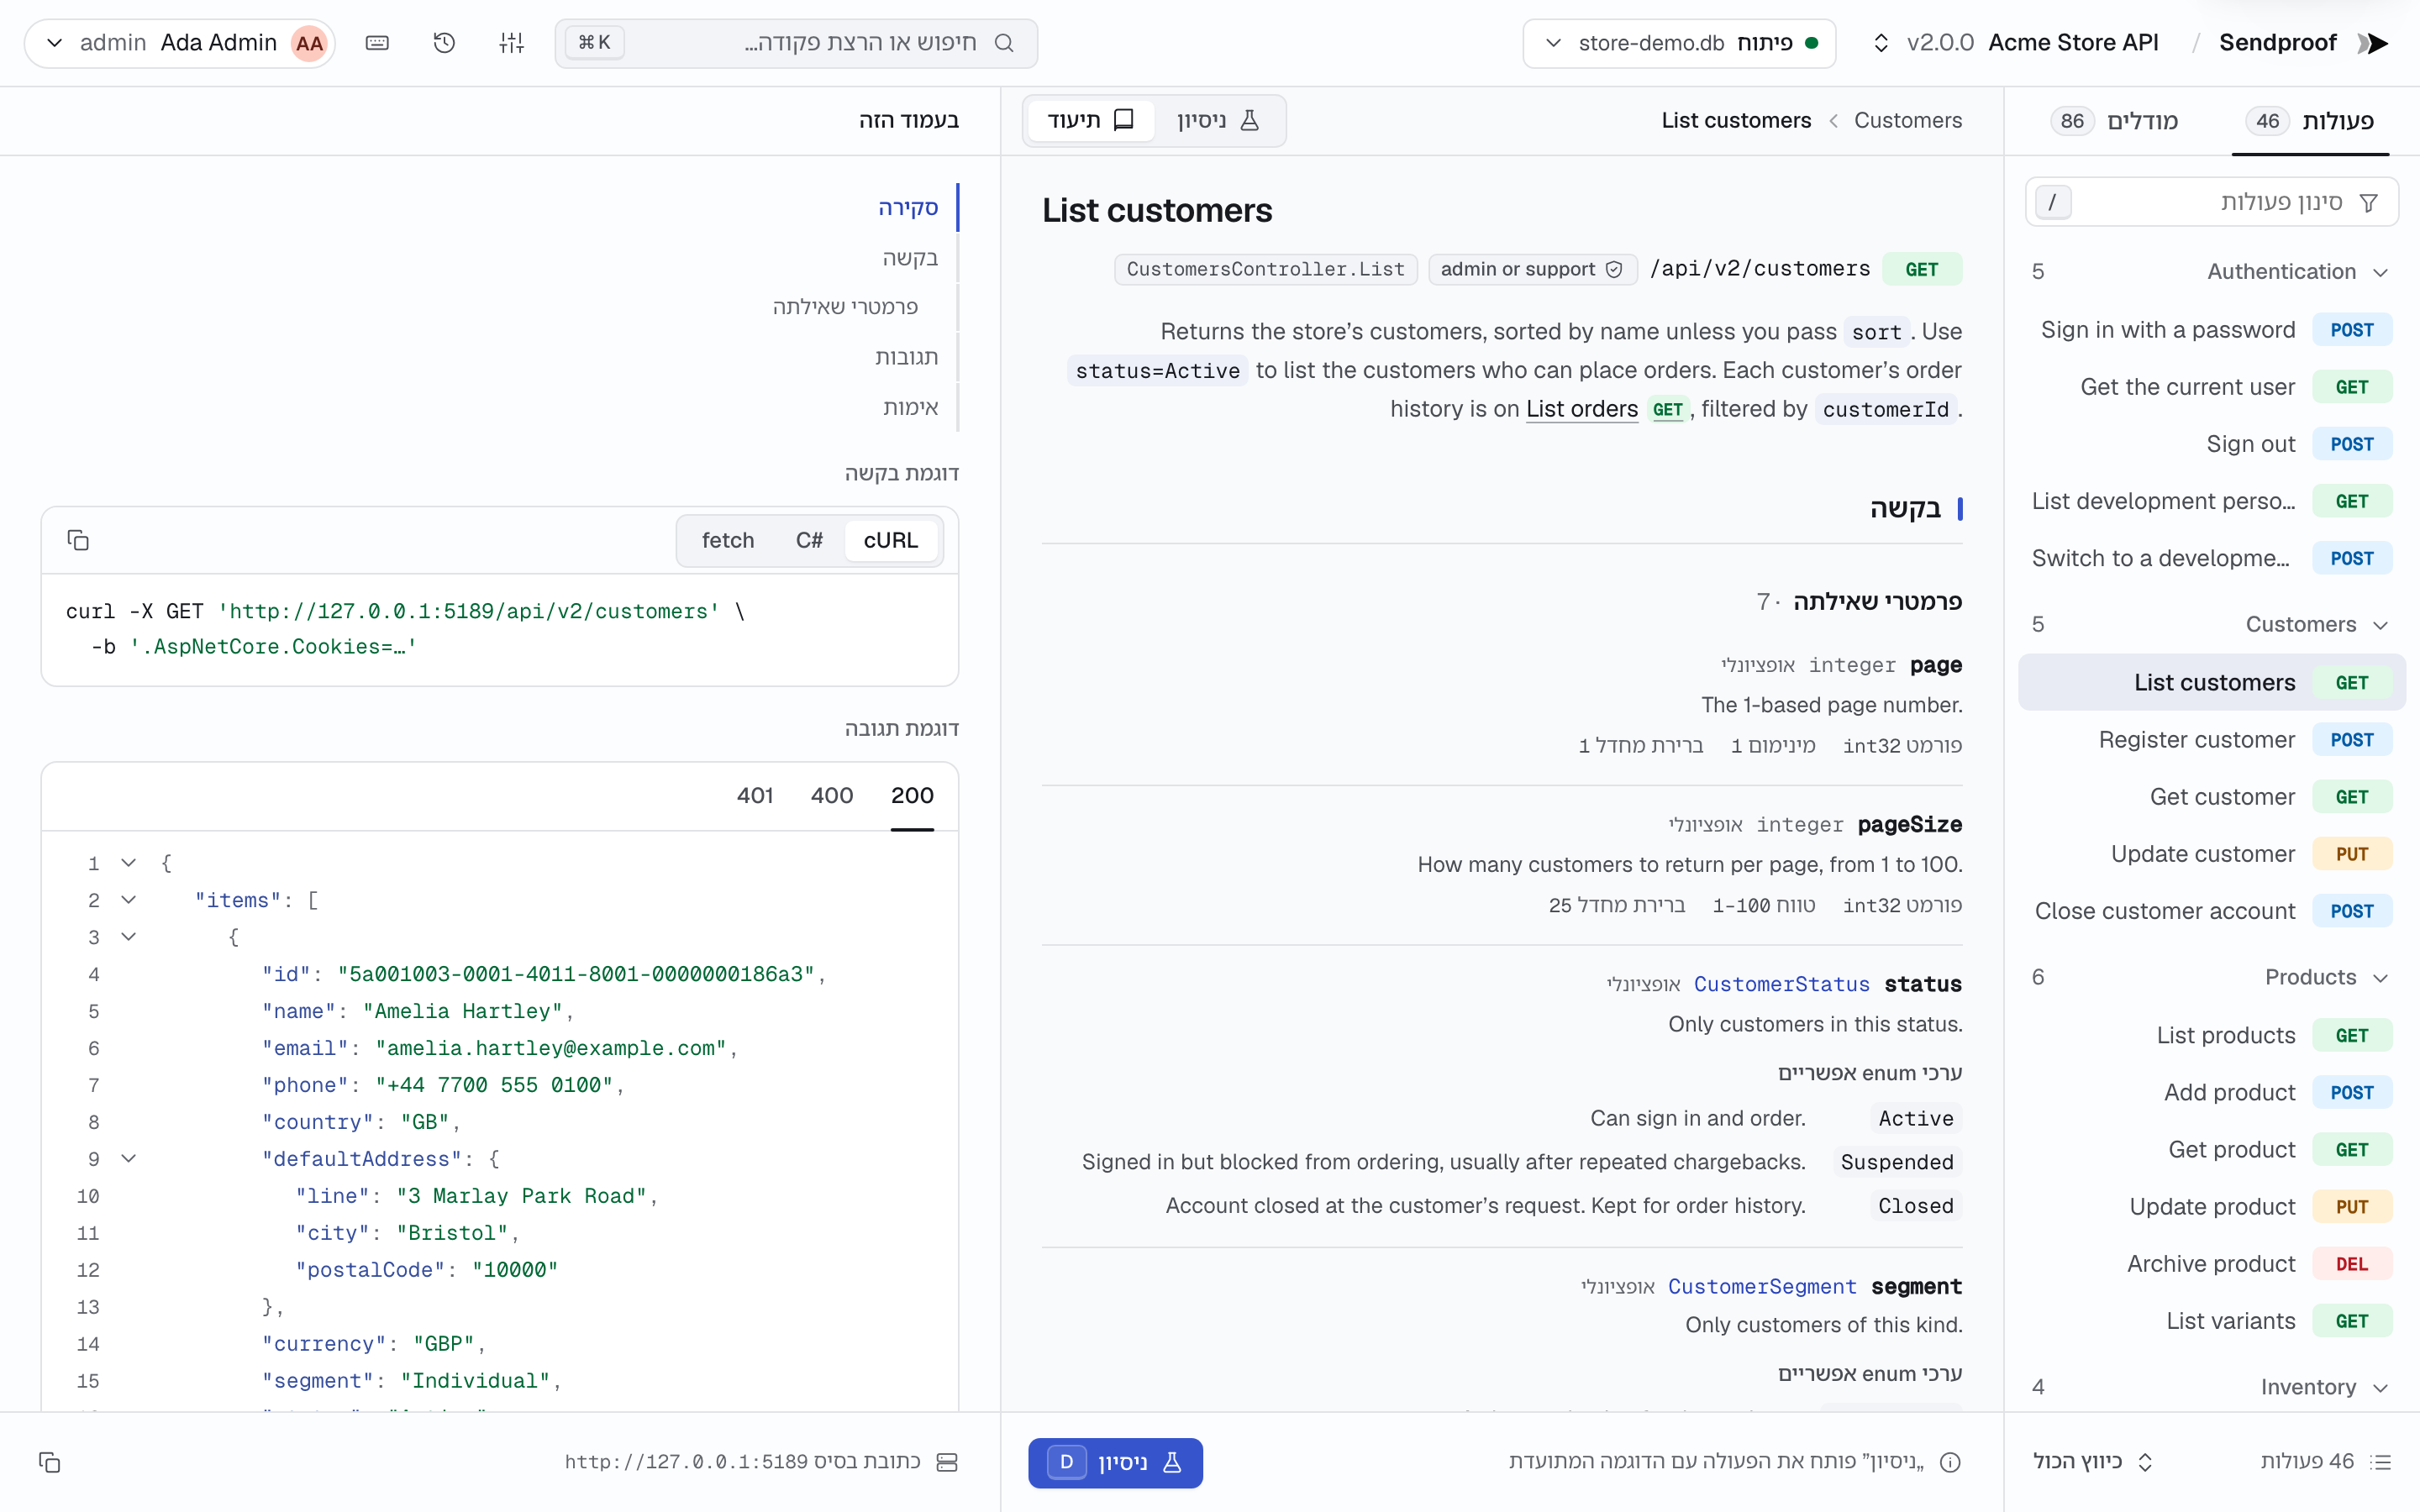 Sendproof / Acme Store API v2.0.0
פיתוח store-demo.db
חיפוש או הרצת פקודה... ⌘K
AA Ada Admin admin
פעולות 46
מודלים 86
סינון פעולות /
Authentication 5
POST Sign in with a password
GET Get the current user
POST Sign out
GET List development perso...
POST Switch to a developme...
Customers 5
GET List customers
POST Register customer
GET Get customer
PUT Update customer
POST Close customer account
Products 6
GET List products
POST Add product
GET Get product
PUT Update product
DEL Archive product
GET List variants
Inventory 4
46 פעולות
כיווץ הכול
Customers List customers
ניסיון
תיעוד
List customers
GET /api/v2/customers admin or support CustomersController.List
Returns the store’s customers, sorted by name unless you pass sort. Use
status=Active to list the customers who can place orders. Each customer’s order
history is on List orders GET, filtered by customerId.
בקשה
פרמטרי שאילתה · 7
page integer אופציונלי
The 1-based page number.
פורמט int32 מינימום 1 ברירת מחדל 1
pageSize integer אופציונלי
How many customers to return per page, from 1 to 100.
פורמט int32 טווח 1–100 ברירת מחדל 25
status CustomerStatus אופציונלי
Only customers in this status.
ערכי enum אפשריים
Active Can sign in and order.
Suspended Signed in but blocked from ordering, usually after repeated chargebacks.
Closed Account closed at the customer’s request. Kept for order history.
segment CustomerSegment אופציונלי
Only customers of this kind.
ערכי enum אפשריים
„ניסיון” פותח את הפעולה עם הדוגמה המתועדת
ניסיון D
בעמוד הזה
סקירה
בקשה
פרמטרי שאילתה
תגובות
אימות
דוגמת בקשה
cURL C# fetch
curl -X GET 'http://127.0.0.1:5189/api/v2/customers' \
-b '.AspNetCore.Cookies=…'
דוגמת תגובה
200 400 401
1 {
2 "items": [
3 {
4 "id": "5a001003-0001-4011-8001-0000000186a3",
5 "name": "Amelia Hartley",
6 "email": "amelia.hartley@example.com",
7 "phone": "+44 7700 555 0100",
8 "country": "GB",
9 "defaultAddress": {
10 "line": "3 Marlay Park Road",
11 "city": "Bristol",
12 "postalCode": "10000"
13 },
14 "currency": "GBP",
15 "segment": "Individual",
כתובת בסיס http://127.0.0.1:5189